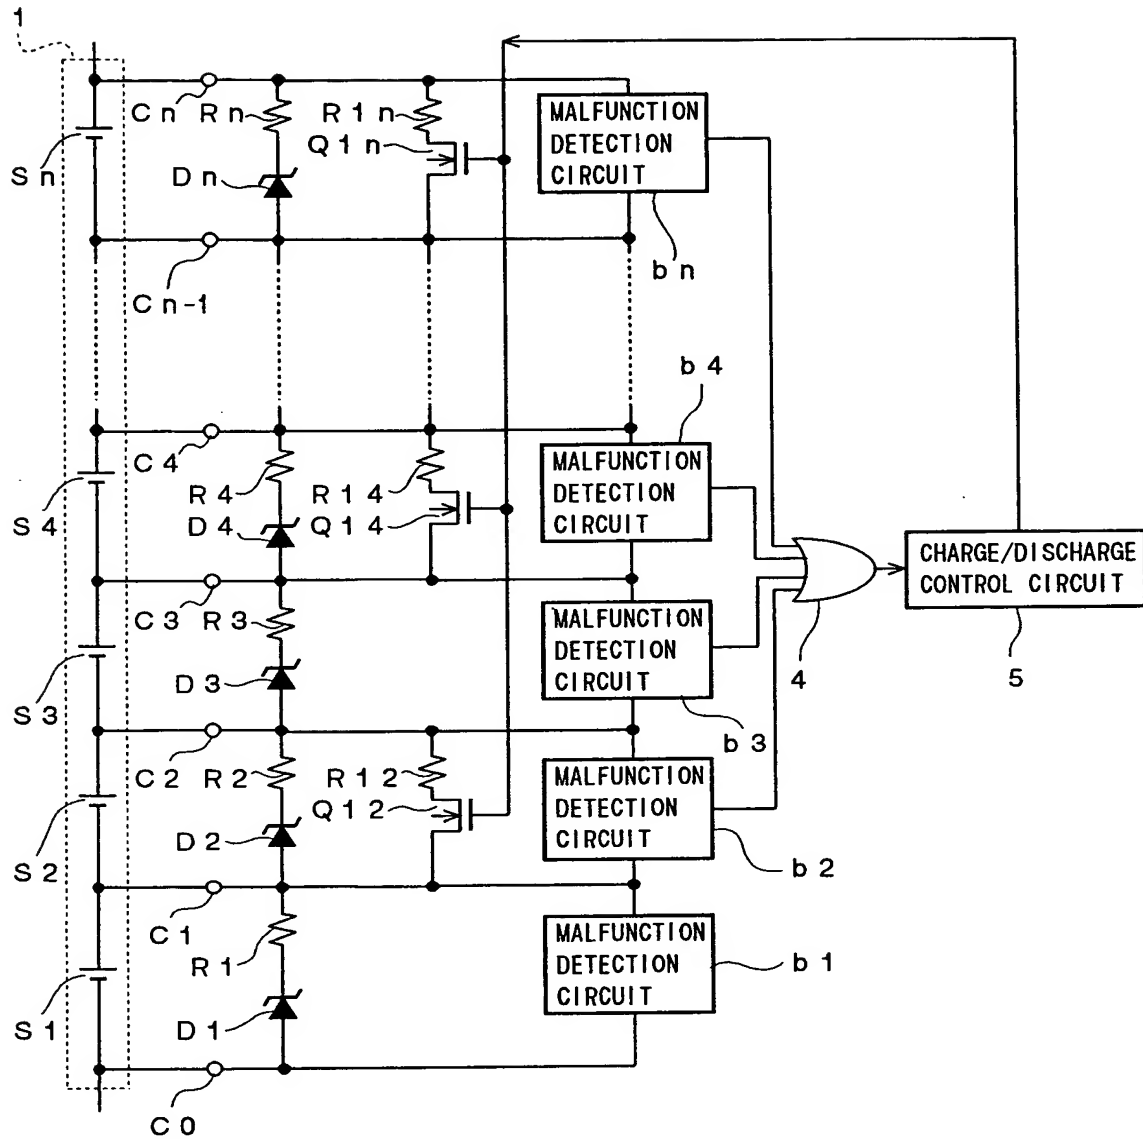 1
Cn Rn R1n
Q1n
Sn
Dn
MALFUNCTION
DETECTION
CIRCUIT
bn
Cn-1
b4
C4
R4 R14
S4
D4 Q14
MALFUNCTION
DETECTION
CIRCUIT
CHARGE/DISCHARGE
CONTROL CIRCUIT
C3 R3
4
5
MALFUNCTION
DETECTION
CIRCUIT
D3
S3
b3
C2 R2 R12
Q12
MALFUNCTION
DETECTION
CIRCUIT
D2
S2
b2
C1
R1
MALFUNCTION
DETECTION
CIRCUIT
b1
S1
D1
C0